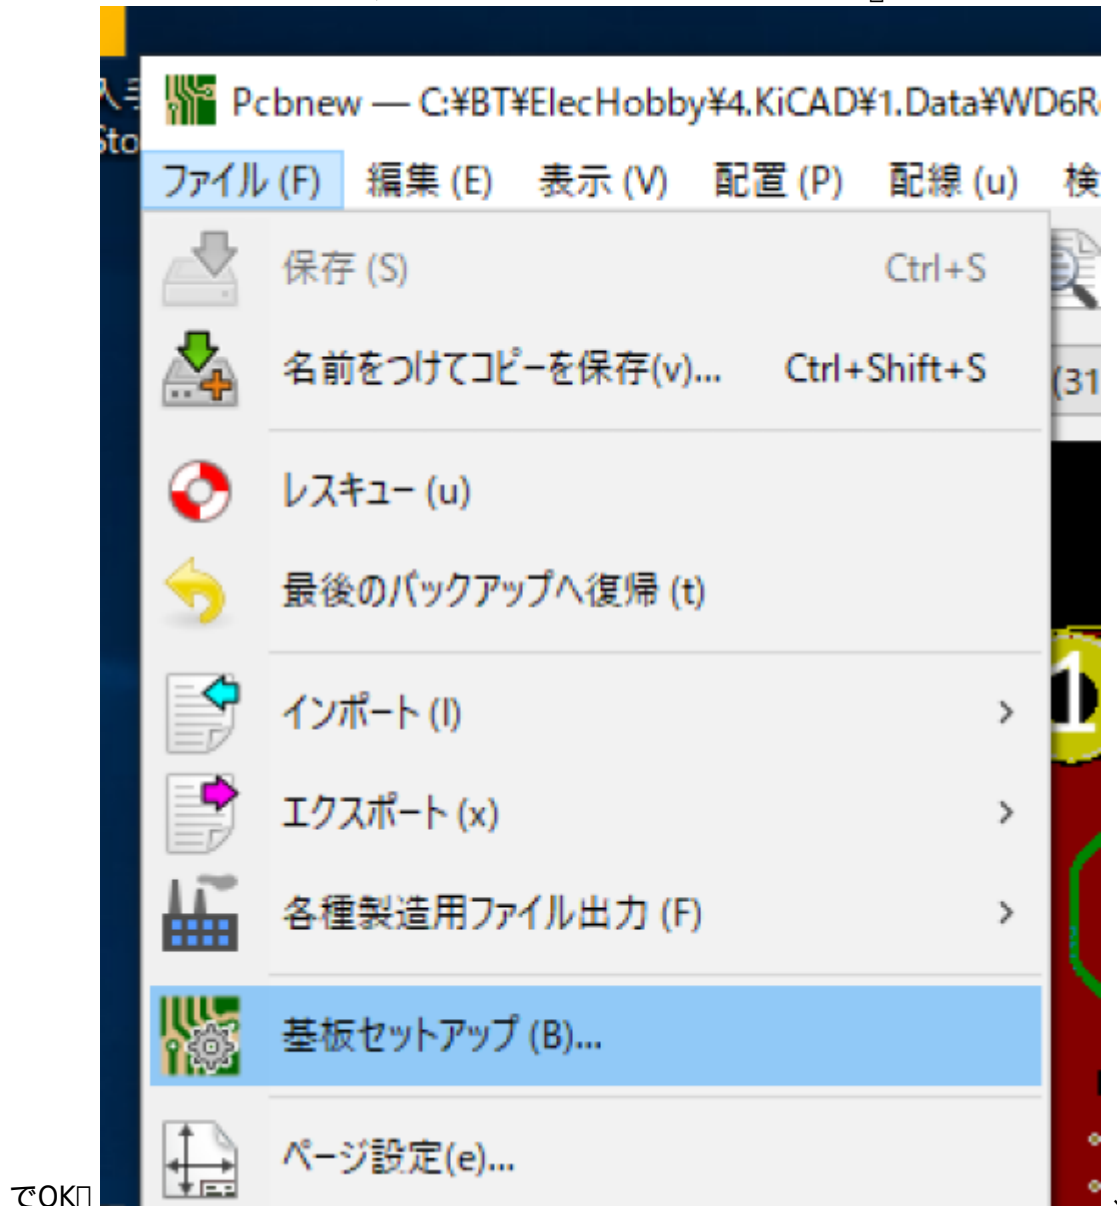 入手
Sto
Pcbnew — C:¥BT¥ElecHobby¥4.KiCAD¥1.Data¥WD6R
ファイル (F) 編集 (E) 表示 (V) 配置 (P) 配線 (u) 検
保存 (S) Ctrl+S
名前をつけてコピーを保存(v)... Ctrl+Shift+S
(31
レスキュー (u)
最後のバックアップへ復帰 (t)
インポート (I)
1
エクスポート (x)
各種製造用ファイル出力 (F)
基板セットアップ (B)...
ページ設定(e)...
でOK